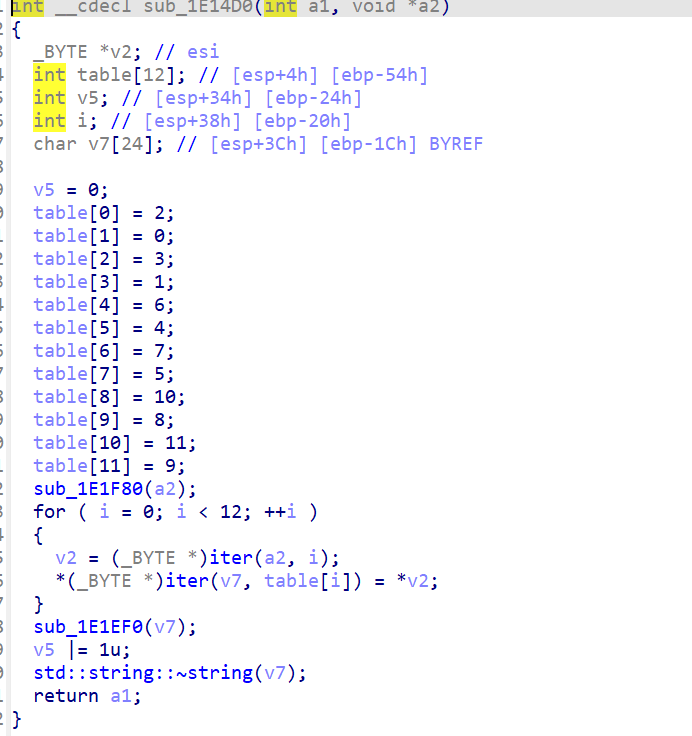 int __cdecl sub_1E14D0(int a1, void *a2)
{
_BYTE *v2; // esi
int table[12]; // [esp+4h] [ebp-54h]
int v5; // [esp+34h] [ebp-24h]
int i; // [esp+38h] [ebp-20h]
char v7[24]; // [esp+3Ch] [ebp-1Ch] BYREF
v5 = 0;
table[0] = 2;
table[1] = 0;
table[2] = 3;
table[3] = 1;
table[4] = 6;
table[5] = 4;
table[6] = 7;
table[7] = 5;
table[8] = 10;
table[9] = 8;
table[10] = 11;
table[11] = 9;
sub_1E1F80(a2);
for ( i = 0; i < 12; ++i )
{
v2 = (_BYTE *)iter(a2, i);
*(_BYTE *)iter(v7, table[i]) = *v2;
}
sub_1E1EF0(v7);
v5 |= 1u;
std::string::~string(v7);
return a1;
}